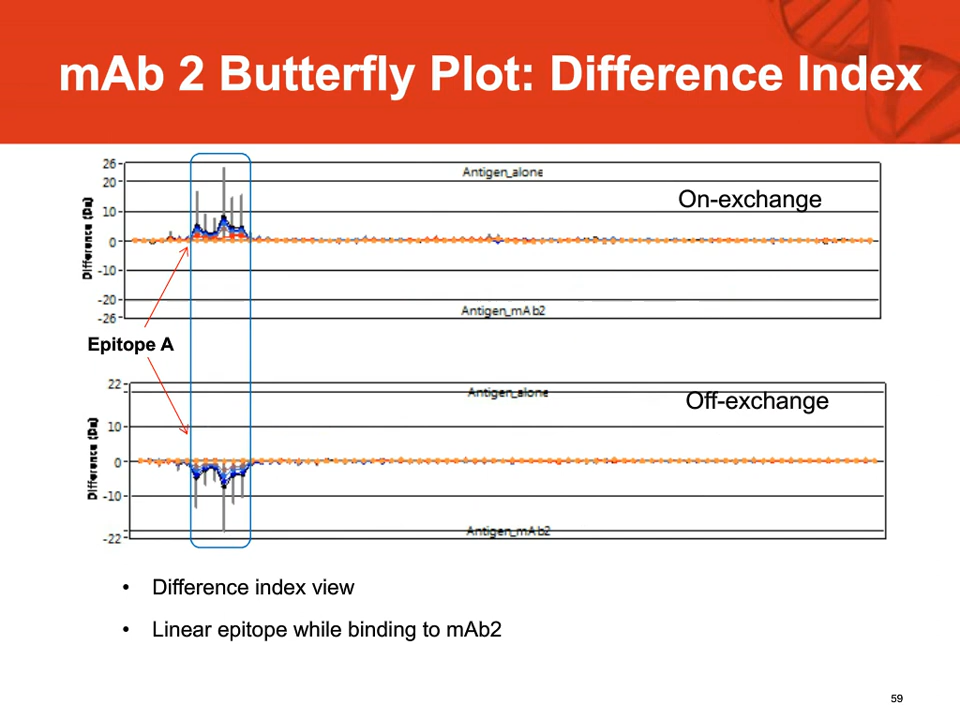 mAb 2 Butterfly Plot: Difference Index
26
20
10
0
-10
-20
-26
Difference (Da)
Antigen_alone
On-exchange
Antigen_mAb2
Epitope A
22
10
0
-10
-22
Difference (Da)
Antigen_alone
Off-exchange
Antigen_mAb2
• Difference index view
• Linear epitope while binding to mAb2
59